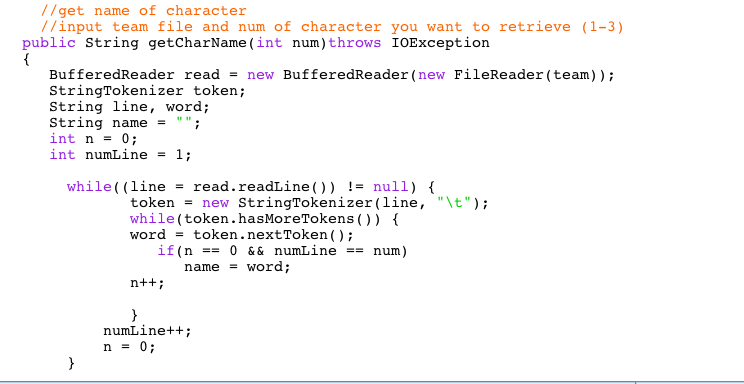 //get name of character
//input team file and num of character you want to retrieve (1-3)
public String getCharName(int num)throws IOException
{
BufferedReader read = new BufferedReader(new FileReader(team));
StringTokenizer token;
String line, word;
String name = "";
int n = 0;
int numLine = 1;
while((line = read.readLine()) != null) {
token = new StringTokenizer(line, "\t");
while(token.hasMoreTokens()) {
word = token.nextToken();
if(n == 0 && numLine == num)
name = word;
n++;
}
numLine++;
n = 0;
}